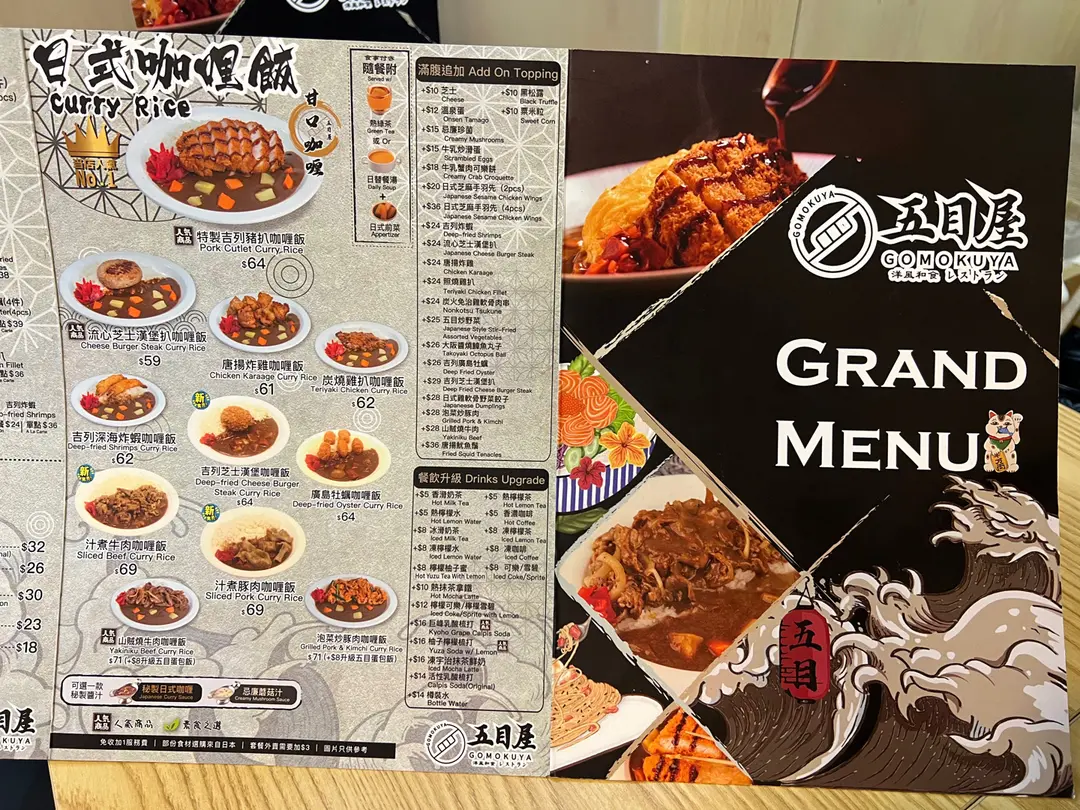 日式咖喱飯
Curry Rice
甘口咖喱
五目屋
當店人氣
No.1
人氣商品
特製吉列豬扒咖喱飯
Pork Cutlet Curry Rice
$64
人氣商品
流心芝士漢堡扒咖喱飯
Cheese Burger Steak Curry Rice
$59
唐揚炸雞咖喱飯
Chicken Karaage Curry Rice
$61
炭燒雞扒咖喱飯
Teriyaki Chicken Curry Rice
$62
吉列深海炸蝦咖喱飯
Deep-fried Shrimps Curry Rice
$62
吉列芝士漢堡咖喱飯
Deep-fried Cheese Burger
Steak Curry Rice
$64
廣島牡蠣咖喱飯
Deep-fried Oyster Curry Rice
$64
汁煮牛肉咖喱飯
Sliced Beef Curry Rice
$69
汁煮豚肉咖喱飯
Sliced Pork Curry Rice
$69
人氣商品
山賊燒牛肉咖喱飯
Yakiniku Beef Curry Rice
$71 (+$8升級五目蛋包飯)
泡菜炒豚肉咖喱飯
Grilled Pork & Kimchi Curry Rice
$71 (+$8升級五目蛋包飯)
可選一款
秘製醬汁
秘製日式咖喱
Japanese Curry Sauce
忌廉蘑菇汁
Creamy Mushroom Sauce
人氣商品 人氣商品 素食之選
免收加1服務費 | 部份食材選購來自日本 | 套餐外賣需要加$3 | 圖片只供參考
隨餐附
Served w/
熱綠茶
Green Tea
或 Or
日替餐湯
Daily Soup
+
日式前菜
Appertizer
滿腹追加 Add On Topping
+$10 芝士
Cheese
+$10 黑松露
Black Truffle
+$12 溫泉蛋
Onsen Tamago
+$10 粟米粒
Sweet Corn
+$15 忌廉珍菌
Creamy Mushrooms
+$15 牛乳炒滑蛋
Scrambled Eggs
+$18 牛乳蟹肉可樂餅
Creamy Crab Croquette
+$20 日式芝麻手羽先 (2pcs)
Japanese Sesame Chicken Wings
+$36 日式芝麻手羽先 (4pcs)
Japanese Sesame Chicken Wings
+$24 吉列炸蝦
Deep-fried Shrimps
+$24 流心芝士漢堡扒
Japanese Cheese Burger Steak
+$24 唐揚炸雞
Chicken Karaage
+$24 照燒雞扒
Teriyaki Chicken Fillet
+$24 炭火免治雞軟骨肉串
Nonkotsu Tsukune
+$25 五目炒野菜
Japanese Style Stir-Fried
Assorted Vegetables
+$26 大阪醬燒鱆魚丸子
Takoyaki Octopus Ball
+$26 吉列廣島牡蠣
Deep Fried Oyster
+$29 吉列芝士漢堡扒
Deep Fried Cheese Burger Steak
+$28 日式雞軟野菜餃子
Japanease Dumplings
+$28 泡菜炒豚肉
Grilled Pork & Kimchi
+$28 山賊燒牛肉
Yakiniku Beef
+$36 唐揚魷魚鬚
Fried Squid Tenacles
餐飲升級 Drinks Upgrade
+$5 香滑奶茶
Hot Milk Tea
+$5 熱檸檬茶
Hot Lemon Tea
+$5 熱檸檬水
Hot Lemon Water
+$5 香濃咖啡
Hot Coffee
+$8 冰滑奶茶
Iced Milk Tea
+$8 凍檸檬茶
Iced Lemon Tea
+$8 凍檸檬水
Iced Lemon Water
+$8 凍咖啡
Iced Coffee
+$8 檸檬柚子蜜
Hot Yuzu Tea With Lemon
+$8 可樂/雪碧
Iced Coke/Sprite
+$10 熱抹茶拿鐵
Hot Mocha Latte
+$12 檸檬可樂/檸檬雪碧
Iced Coke/Sprite with Lemon
+$16 巨峰乳酸梳打
Kyoho Grape Calpis Soda
+$16 柚子檸檬梳打
Yuza Soda w/ Lemon
+$16 凍宇治抹茶鮮奶
Iced Mocha Latte
+$14 活性乳酸梳打
Calpis Soda(Original)
+$14 樽裝水
Bottle Water
GOMOKUYA
五目屋
GOMOKUYA
洋風和食 レストラン
GOMOKUYA
五目屋
GOMOKUYA
洋風和食 レストラン
GRAND
MENU
五目
$32
$26
$30
$23
$18